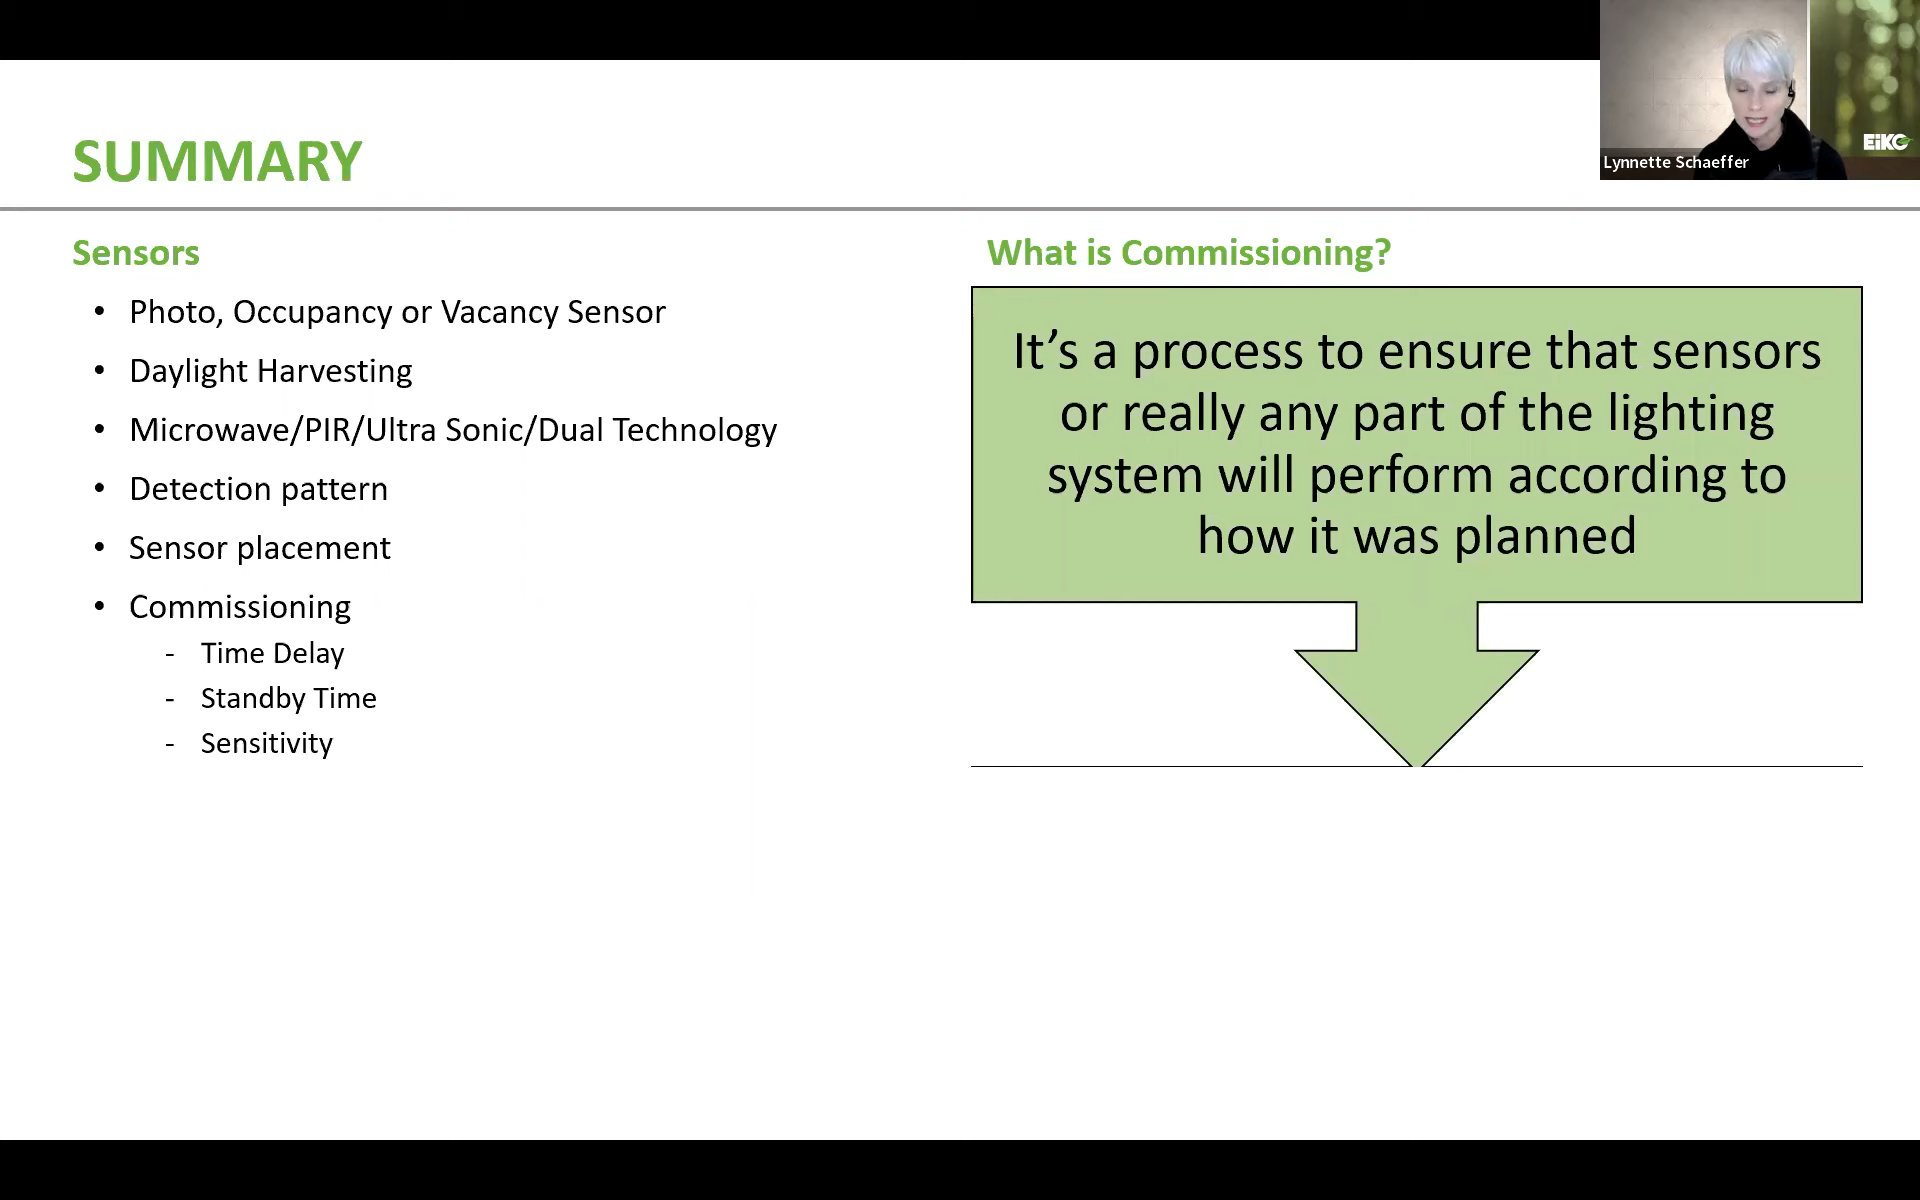 SUMMARY
EiKO
Lynnette Schaeffer
Sensors
• Photo, Occupancy or Vacancy Sensor
• Daylight Harvesting
• Microwave/PIR/Ultra Sonic/Dual Technology
• Detection pattern
• Sensor placement
• Commissioning
- Time Delay
- Standby Time
- Sensitivity
What is Commissioning?
It’s a process to ensure that sensors
or really any part of the lighting
system will perform according to
how it was planned